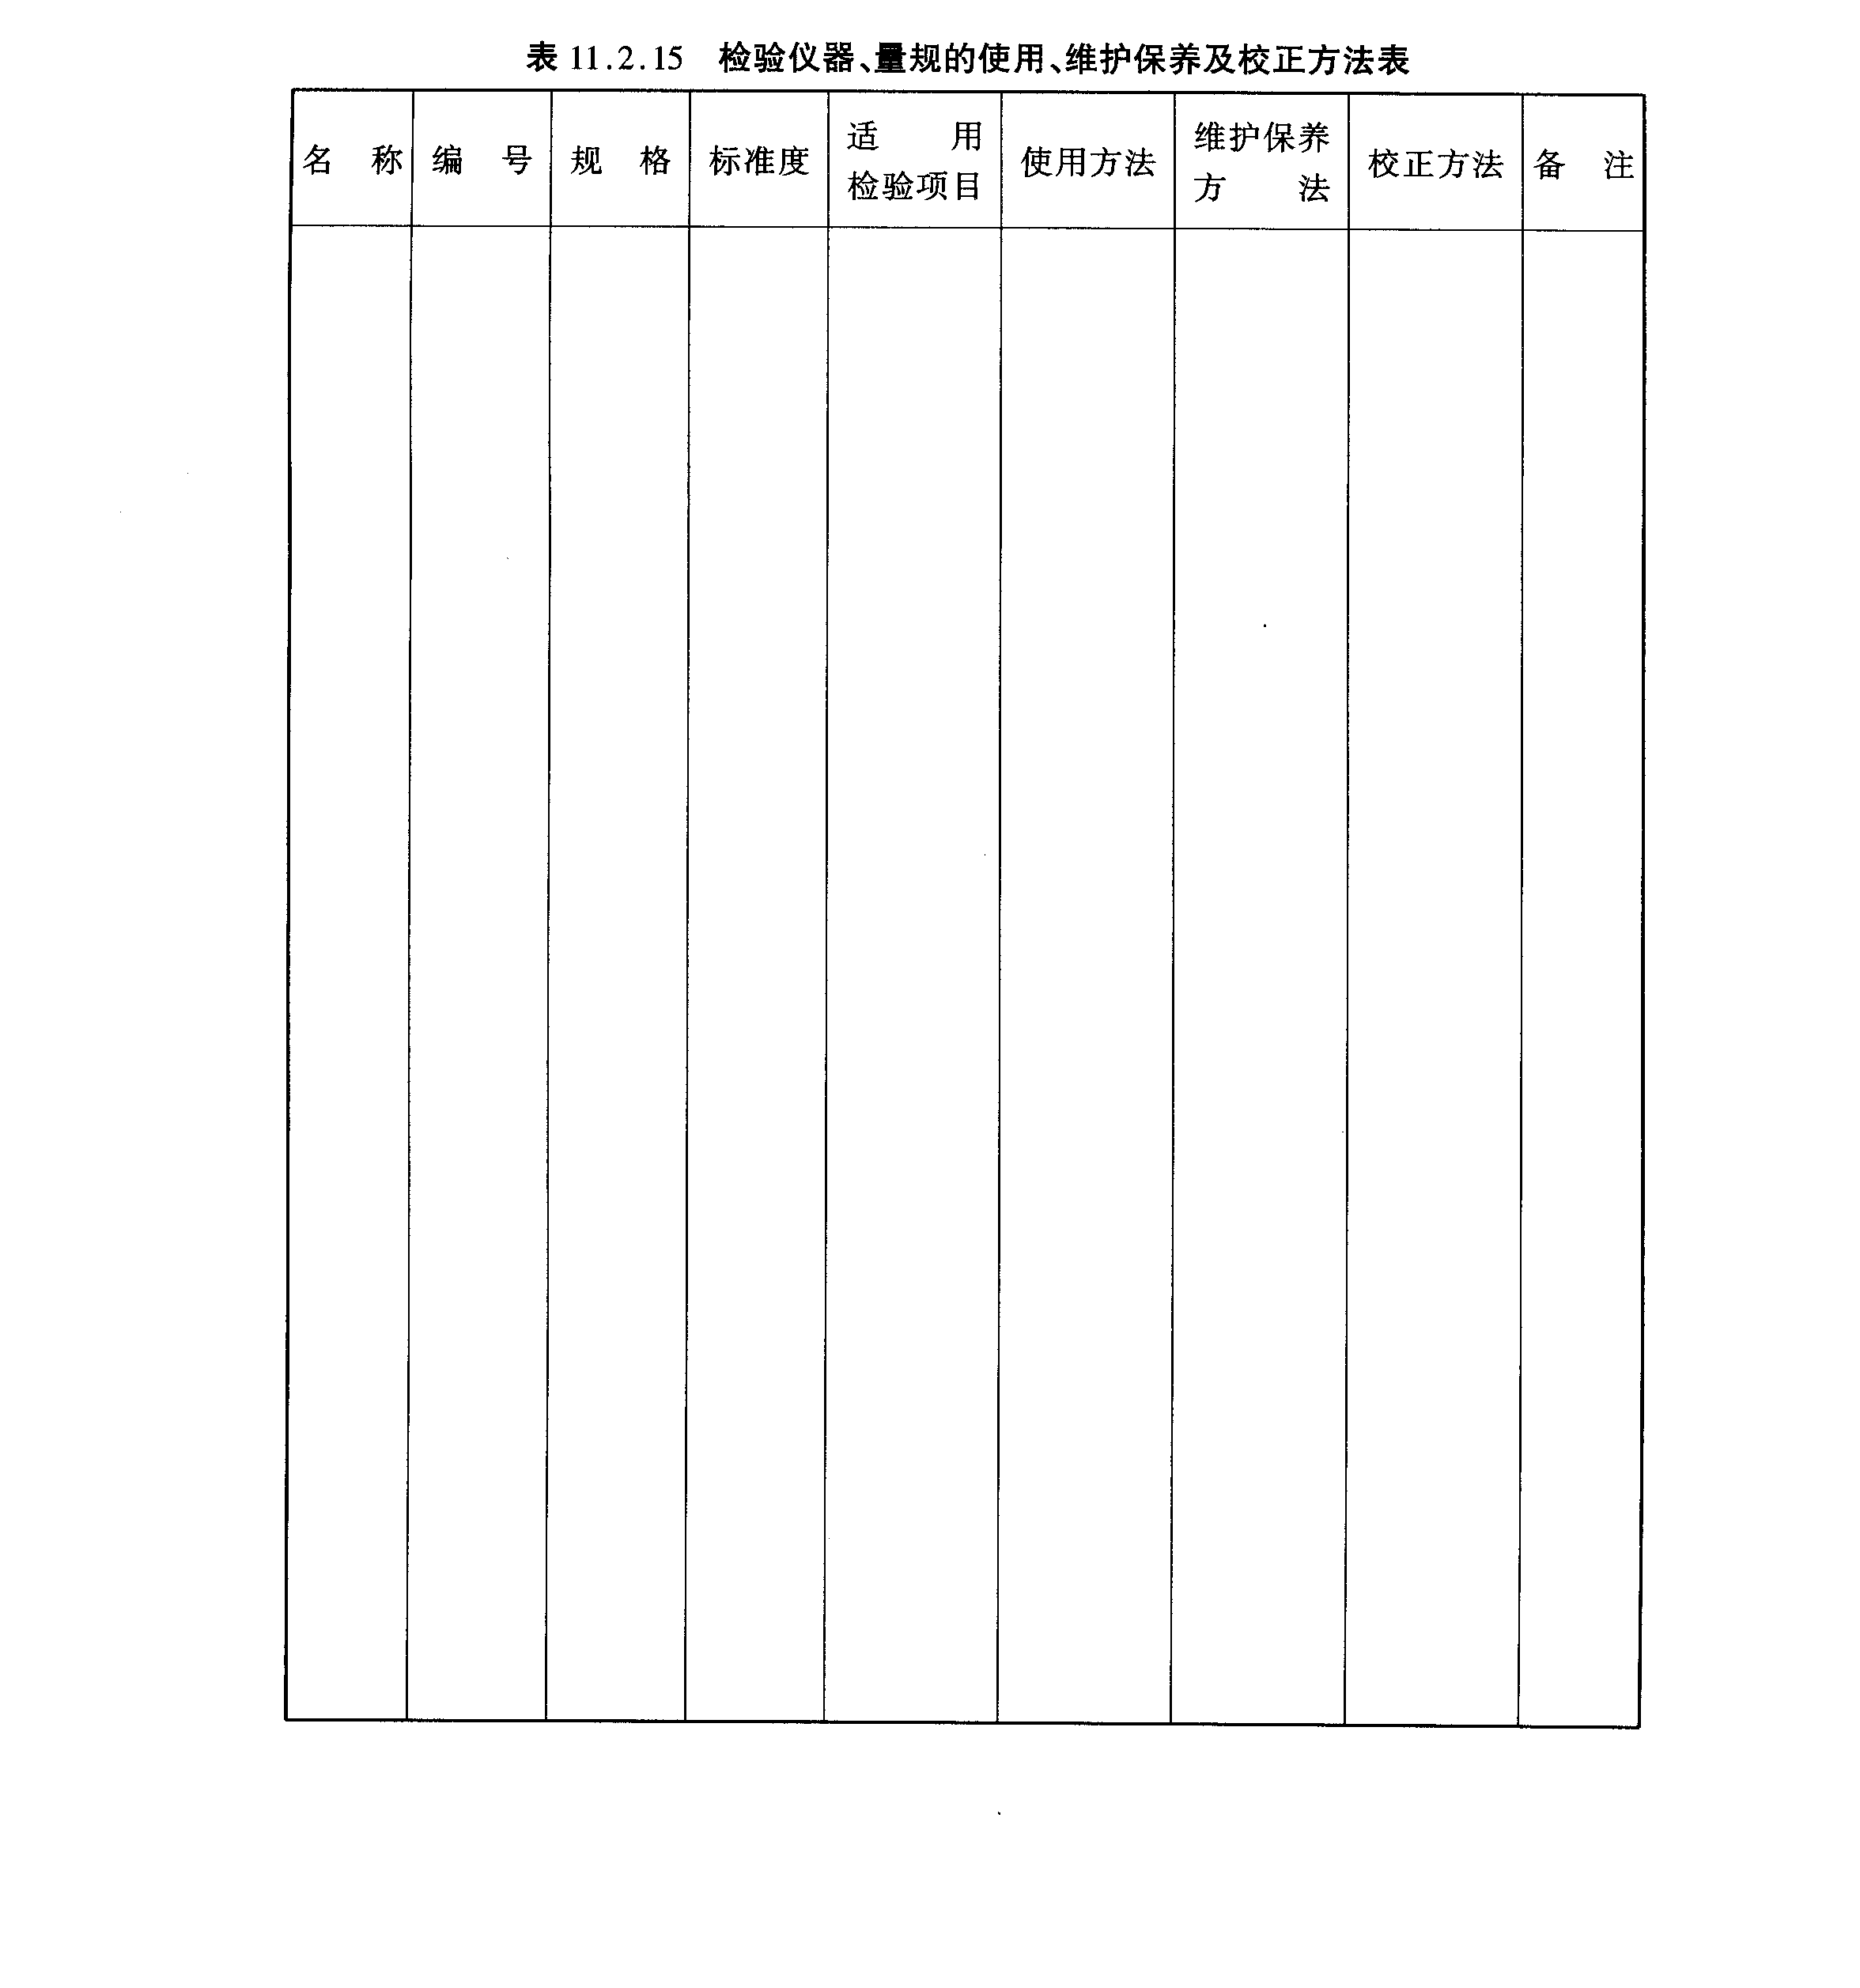 表 11.2.15 检验仪器、量规的使用、维护保养及校正方法表
名 称
编 号
规 格
标准度
适 用
检验项目
使用方法
维护保养
方 法
校正方法
备 注